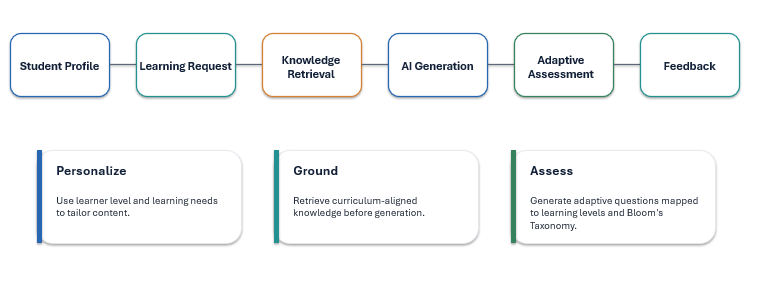 Student Profile
Learning Request
Knowledge
Retrieval
AI Generation
Adaptive
Assessment
Feedback
Personalize
Use learner level and learning needs
to tailor content.
Ground
Retrieve curriculum-aligned
knowledge before generation.
Assess
Generate adaptive questions mapped
to learning levels and Bloom's
Taxonomy.